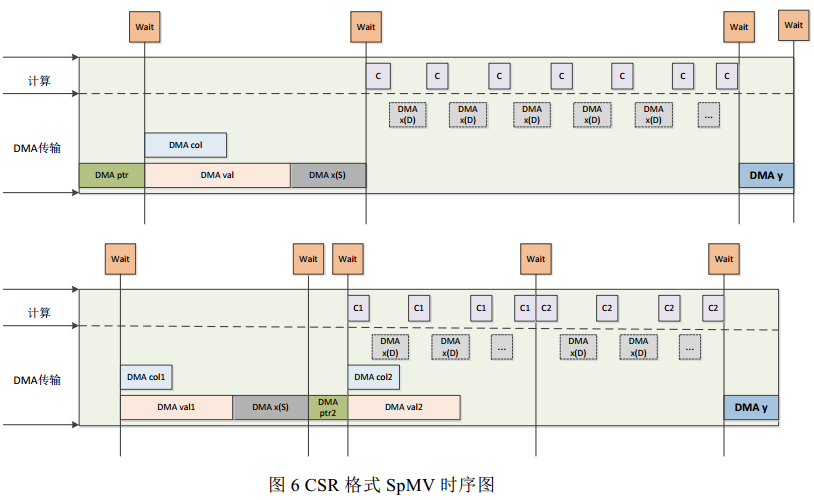 Wait Wait Wait Wait
计算 C C C C C C C
DMA x(D) DMA x(D) DMA x(D) DMA x(D) DMA x(D) ...
DMA传输 DMA col
DMA ptr DMA val DMA x(S) DMA y
Wait Wait Wait Wait Wait
计算 C1 C1 C1 C1 C2 C2 C2 C2
DMA x(D) DMA x(D) ... DMA x(D) DMA x(D) ...
DMA传输 DMA col1 DMA col2
DMA val1 DMA x(S) DMA ptr2 DMA val2 DMA y
图 6 CSR 格式 SpMV 时序图